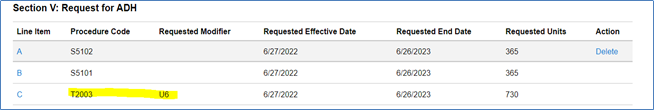 Section V: Request for ADH
Line Item Procedure Code Requested Modifier Requested Effective Date Requested End Date Requested Units Action
A S5102 6/27/2022 6/26/2023 365 Delete
B S5101 6/27/2022 6/26/2023 365
C T2003 U6 6/27/2022 6/26/2023 730